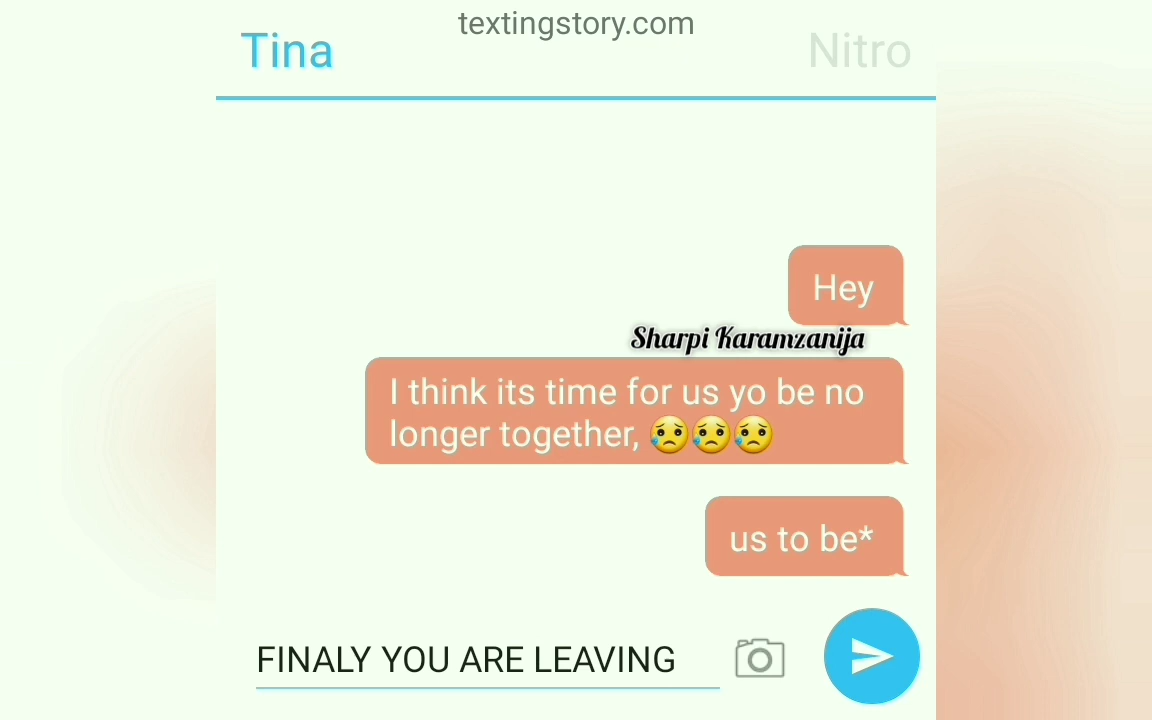 textingstory.com
Tina
Nitro
Hey
Sharpi Karamzanija
I think its time for us yo be no
longer together, 😥😥😥
us to be*
FINALY YOU ARE LEAVING